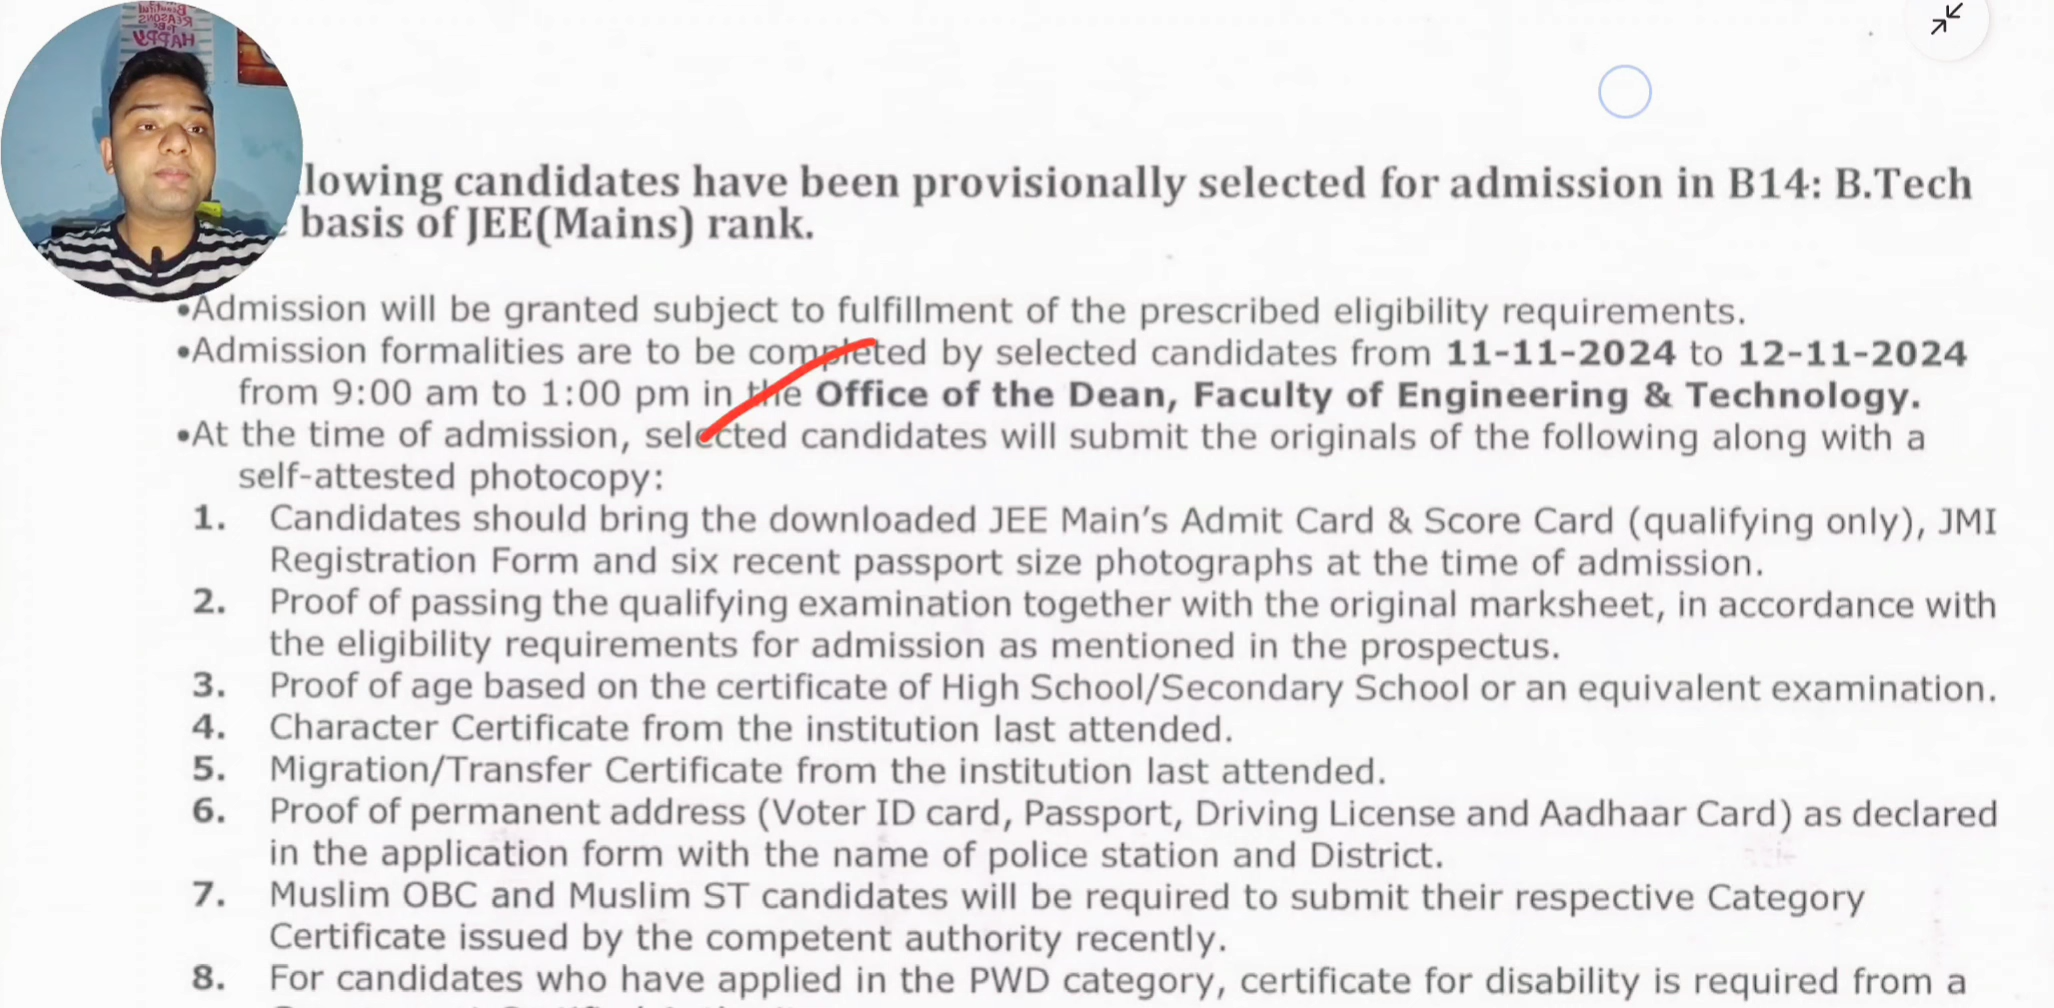 lowing candidates have been provisionally selected for admission in B14: B.Tech
basis of JEE(Mains) rank.
•Admission will be granted subject to fulfillment of the prescribed eligibility requirements.
•Admission formalities are to be completed by selected candidates from 11-11-2024 to 12-11-2024
from 9:00 am to 1:00 pm in the Office of the Dean, Faculty of Engineering & Technology.
•At the time of admission, selected candidates will submit the originals of the following along with a
self-attested photocopy:
1. Candidates should bring the downloaded JEE Main’s Admit Card & Score Card (qualifying only), JMI
Registration Form and six recent passport size photographs at the time of admission.
2. Proof of passing the qualifying examination together with the original marksheet, in accordance with
the eligibility requirements for admission as mentioned in the prospectus.
3. Proof of age based on the certificate of High School/Secondary School or an equivalent examination.
4. Character Certificate from the institution last attended.
5. Migration/Transfer Certificate from the institution last attended.
6. Proof of permanent address (Voter ID card, Passport, Driving License and Aadhaar Card) as declared
in the application form with the name of police station and District.
7. Muslim OBC and Muslim ST candidates will be required to submit their respective Category
Certificate issued by the competent authority recently.
8. For candidates who have applied in the PWD category, certificate for disability is required from a